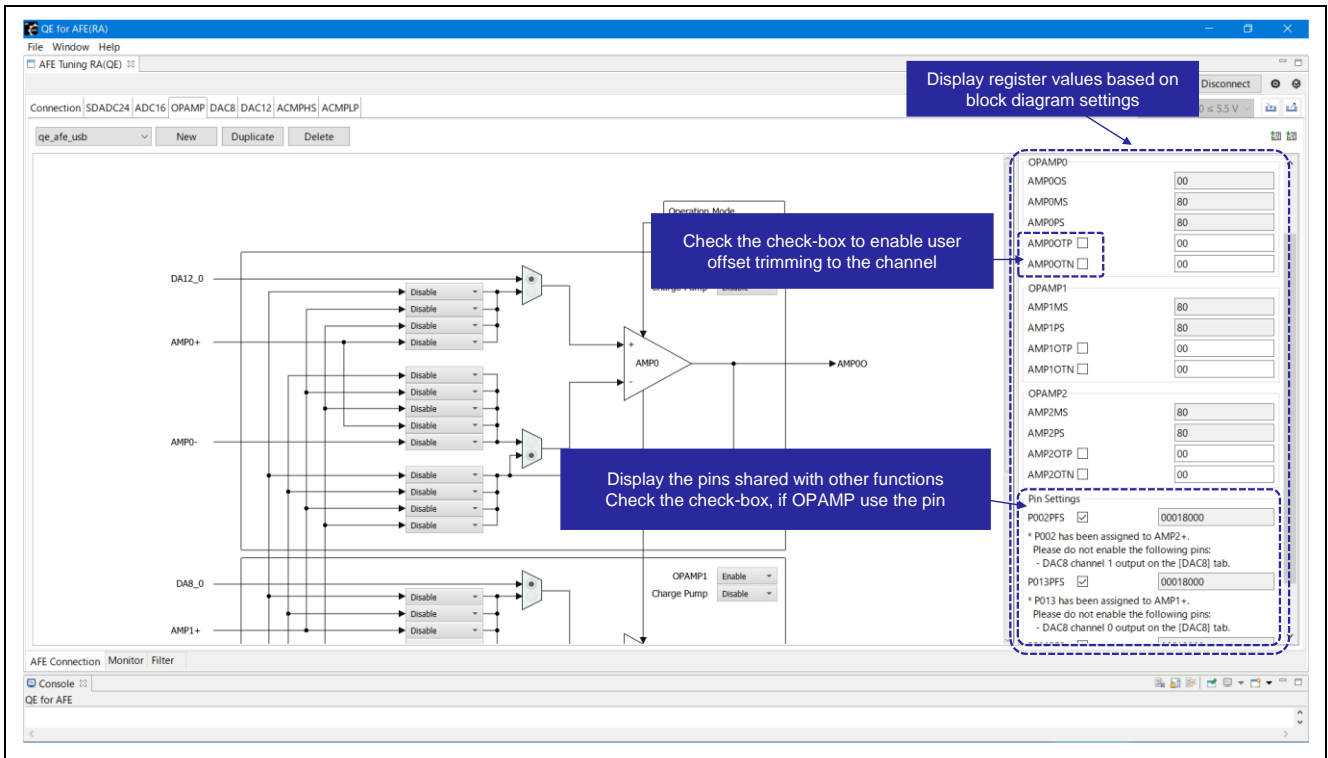 QE for AFE(RA)
File Window Help
AFE Tuning RA(QE)
Display register values based on
block diagram settings
Disconnect
Connection SDADC24 ADC16 OPAMP DAC8 DAC12 ACMPHS ACMPLP
≤ 5.5 V
qe_afe_usb New Duplicate Delete
Operation Mode
Check the check-box to enable user
offset trimming to the channel
DA12_0
Disable
Disable
Disable
AMP0+
Disable
Disable
Disable
Disable
Disable
AMP0-
Disable
Disable
Disable
Disable
Disable
+
AMP0
-
AMP0O
Display the pins shared with other functions
Check the check-box, if OPAMP use the pin
DA8_0
Disable
Disable
AMP1+
Disable
OPAMP1 Enable
Charge Pump Disable
OPAMP0
AMP0OS 00
AMP0MS 80
AMP0PS 80
AMP0OTP 00
AMP0OTN 00
OPAMP1
AMP1MS 80
AMP1PS 80
AMP1OTP 00
AMP1OTN 00
OPAMP2
AMP2MS 80
AMP2PS 80
AMP2OTP 00
AMP2OTN 00
Pin Settings
P002PFS 00018000
* P002 has been assigned to AMP2+.
Please do not enable the following pins:
- DAC8 channel 1 output on the [DAC8] tab.
P013PFS 00018000
* P013 has been assigned to AMP1+.
Please do not enable the following pins:
- DAC8 channel 0 output on the [DAC8] tab.
AFE Connection Monitor Filter
Console
QE for AFE